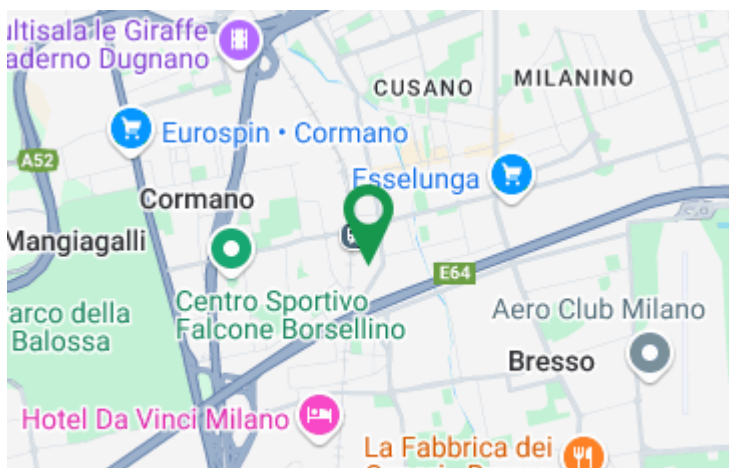 ultisala le Giraffe
aderno Dugnano
CUSANO
MILANINO
Eurospin • Cormano
A52
Esselunga
Cormano
Mangiagalli
E64
Centro Sportivo
Falcone Borsellino
arco della
Balossa
Aero Club Milano
Bresso
Hotel Da Vinci Milano
La Fabbrica dei